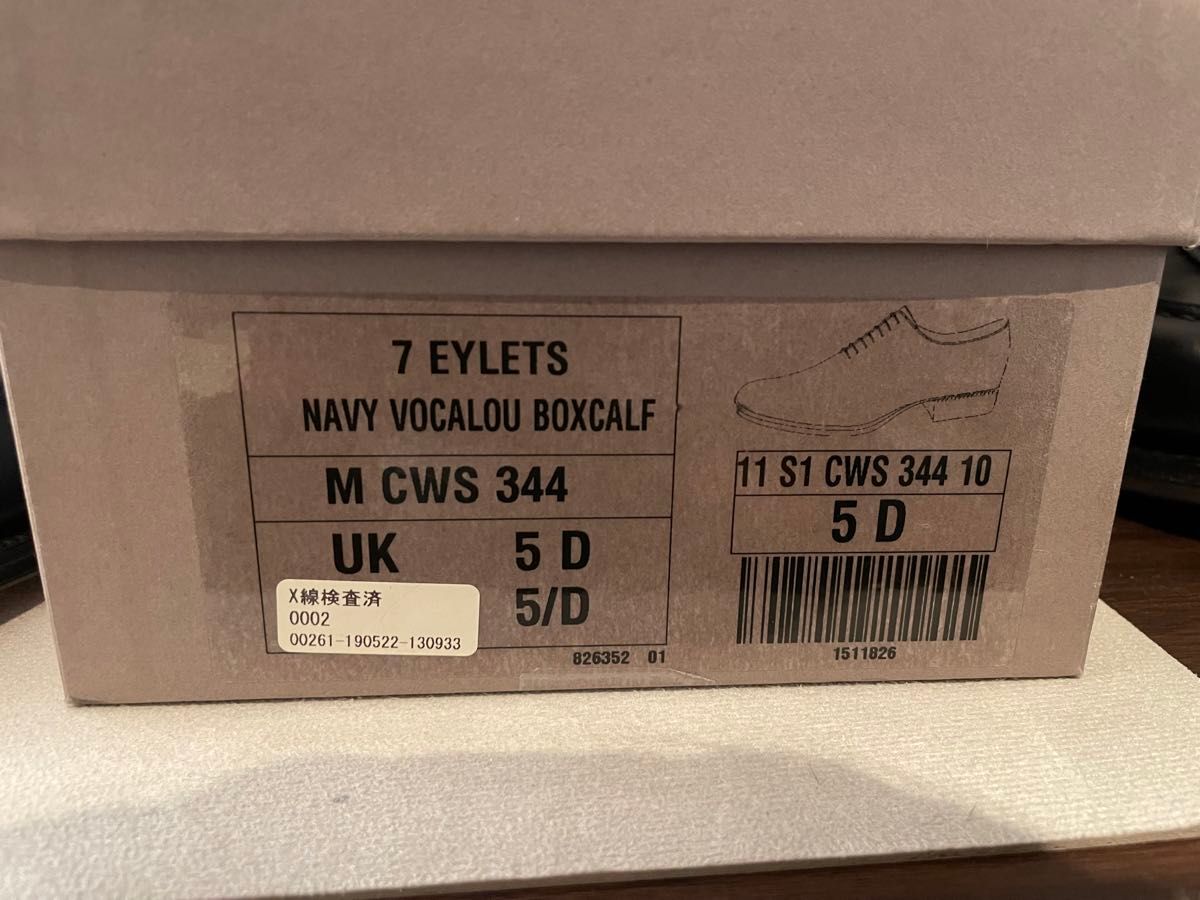 7 EYLETS
NAVY VOCALOU BOXCALF
M CWS 344
UK 5 D
5/D
X線検査済
0002
00261-190522-130933
826352 01
11 S1 CWS 344 10
5 D
1511826